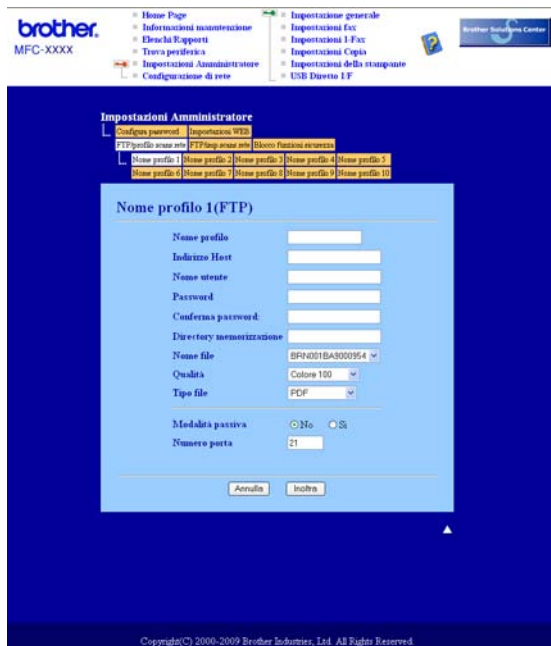 brother
MFC-XXXX
Home Page
Informazioni manutenzione
Elenchi/Rapporti
Trova periferica
Impostazioni Amministratore
Configurazione di rete
Impostazione generale
Impostazioni fax
Impostazioni Copia
Impostazioni I-Fax
Impostazioni della stampante
USB Diretto I/F
Brother Solutions Center
Impostazioni Amministratore
Configura password Impostazioni WEB
FTP/profilo scans.rete FTP/imp scans rete Blocco funzioni sicurezza
Nome profilo 1 Nome profilo 2 Nome profilo 3 Nome profilo 4 Nome profilo 5
Nome profilo 6 Nome profilo 7 Nome profilo 8 Nome profilo 9 Nome profilo 10
Nome profilo 1(FTP)
Nome profilo
Indirizzo Host
Nome utente
Password
Conferma password:
Directory memorizzazione
Nome file BRN001BA9000954
Qualità Colore 100
Tipo file PDF
Modalità passiva No Sì
Numero porta 21
Annulla Inoltra
Copyright(C) 2000-2009 Brother Industries, Ltd. All Rights Reserved.